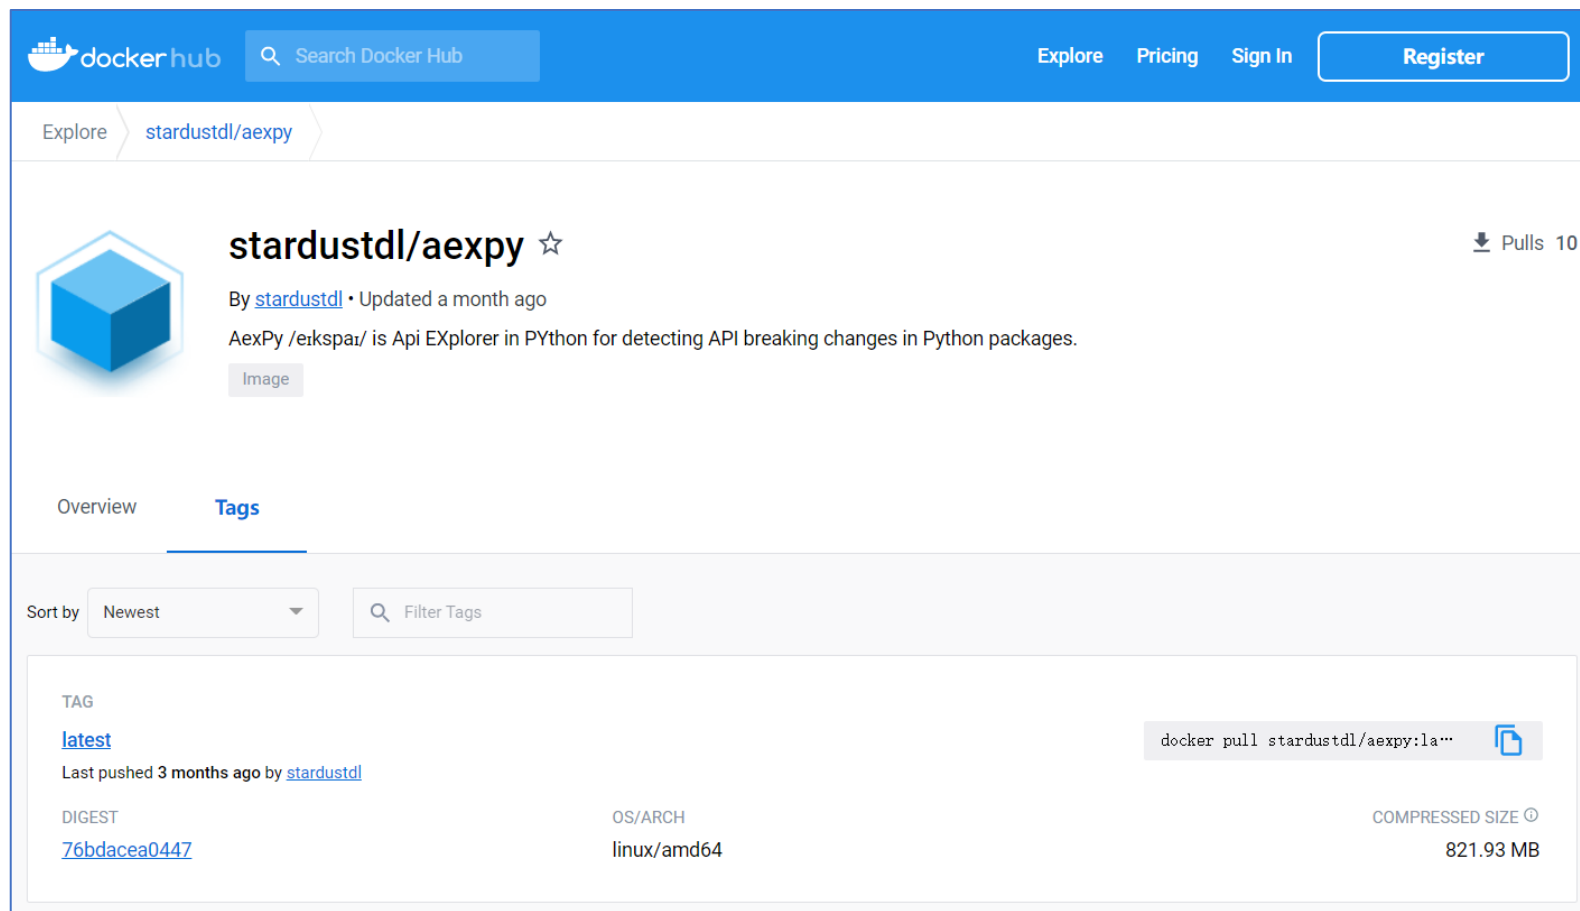 docker hub Search Docker Hub Explore Pricing Sign In Register
Explore stardustdl/aexpy
stardustdl/aexpy Pulls 10
By stardustdl • Updated a month ago
AexPy /eɪkspaɪ/ is Api EXplorer in PYthon for detecting API breaking changes in Python packages.
Image
Overview Tags
Sort by Newest Filter Tags
TAG
latest docker pull stardustdl/aexpy:la…
Last pushed 3 months ago by stardustdl
DIGEST OS/ARCH COMPRESSED SIZE
76bdacea0447 linux/amd64 821.93 MB